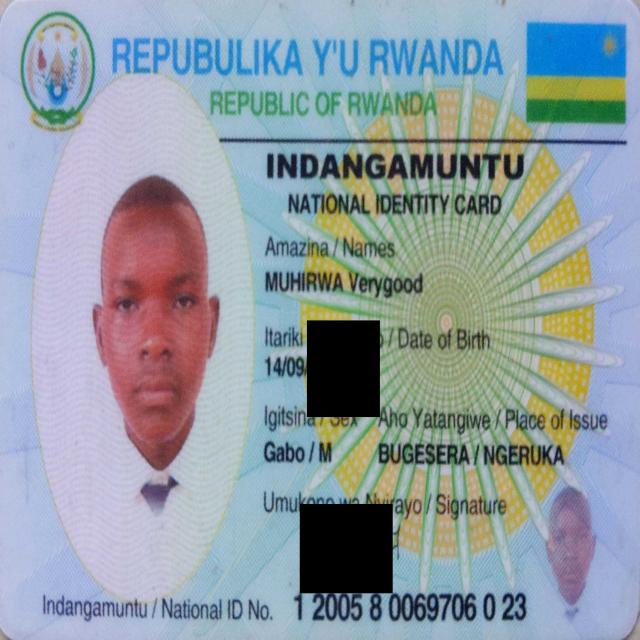 REPUBULIKA Y'U RWANDA
REPUBLIC OF RWANDA
INDANGAMUNTU
NATIONAL IDENTITY CARD
Amazina / Names
MUHIRWA Verygood
Itariki / Date of Birth
14/09/
Igitsina / Sex Aho Yatangiwe / Place of Issue
Gabo / M BUGESERA / NGERUKA
Umukono wa Nyirayo / Signature
Indangamuntu / National ID No. 1 2005 8 0069706 0 23